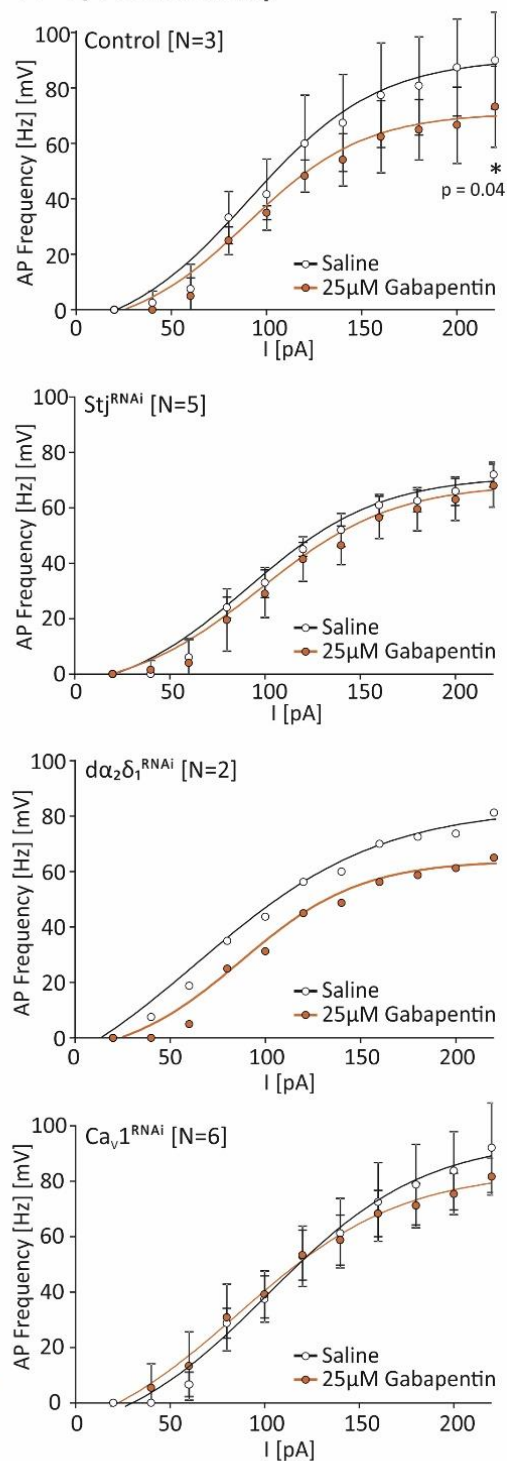 Control [N=3]
AP Frequency [Hz] [mV]
100
80
60
40
20
0
p = 0.04
*
Saline
25µM Gabapentin
0 50 100 150 200
I [pA]
Stj^RNAi [N=5]
AP Frequency [Hz] [mV]
100
80
60
40
20
0
Saline
25µM Gabapentin
0 50 100 150 200
I [pA]
dα₂δ₁^RNAi [N=2]
AP Frequency [Hz] [mV]
100
80
60
40
20
0
Saline
25µM Gabapentin
0 50 100 150 200
I [pA]
Caᵥ1^RNAi [N=6]
AP Frequency [Hz] [mV]
100
80
60
40
20
0
Saline
25µM Gabapentin
0 50 100 150 200
I [pA]